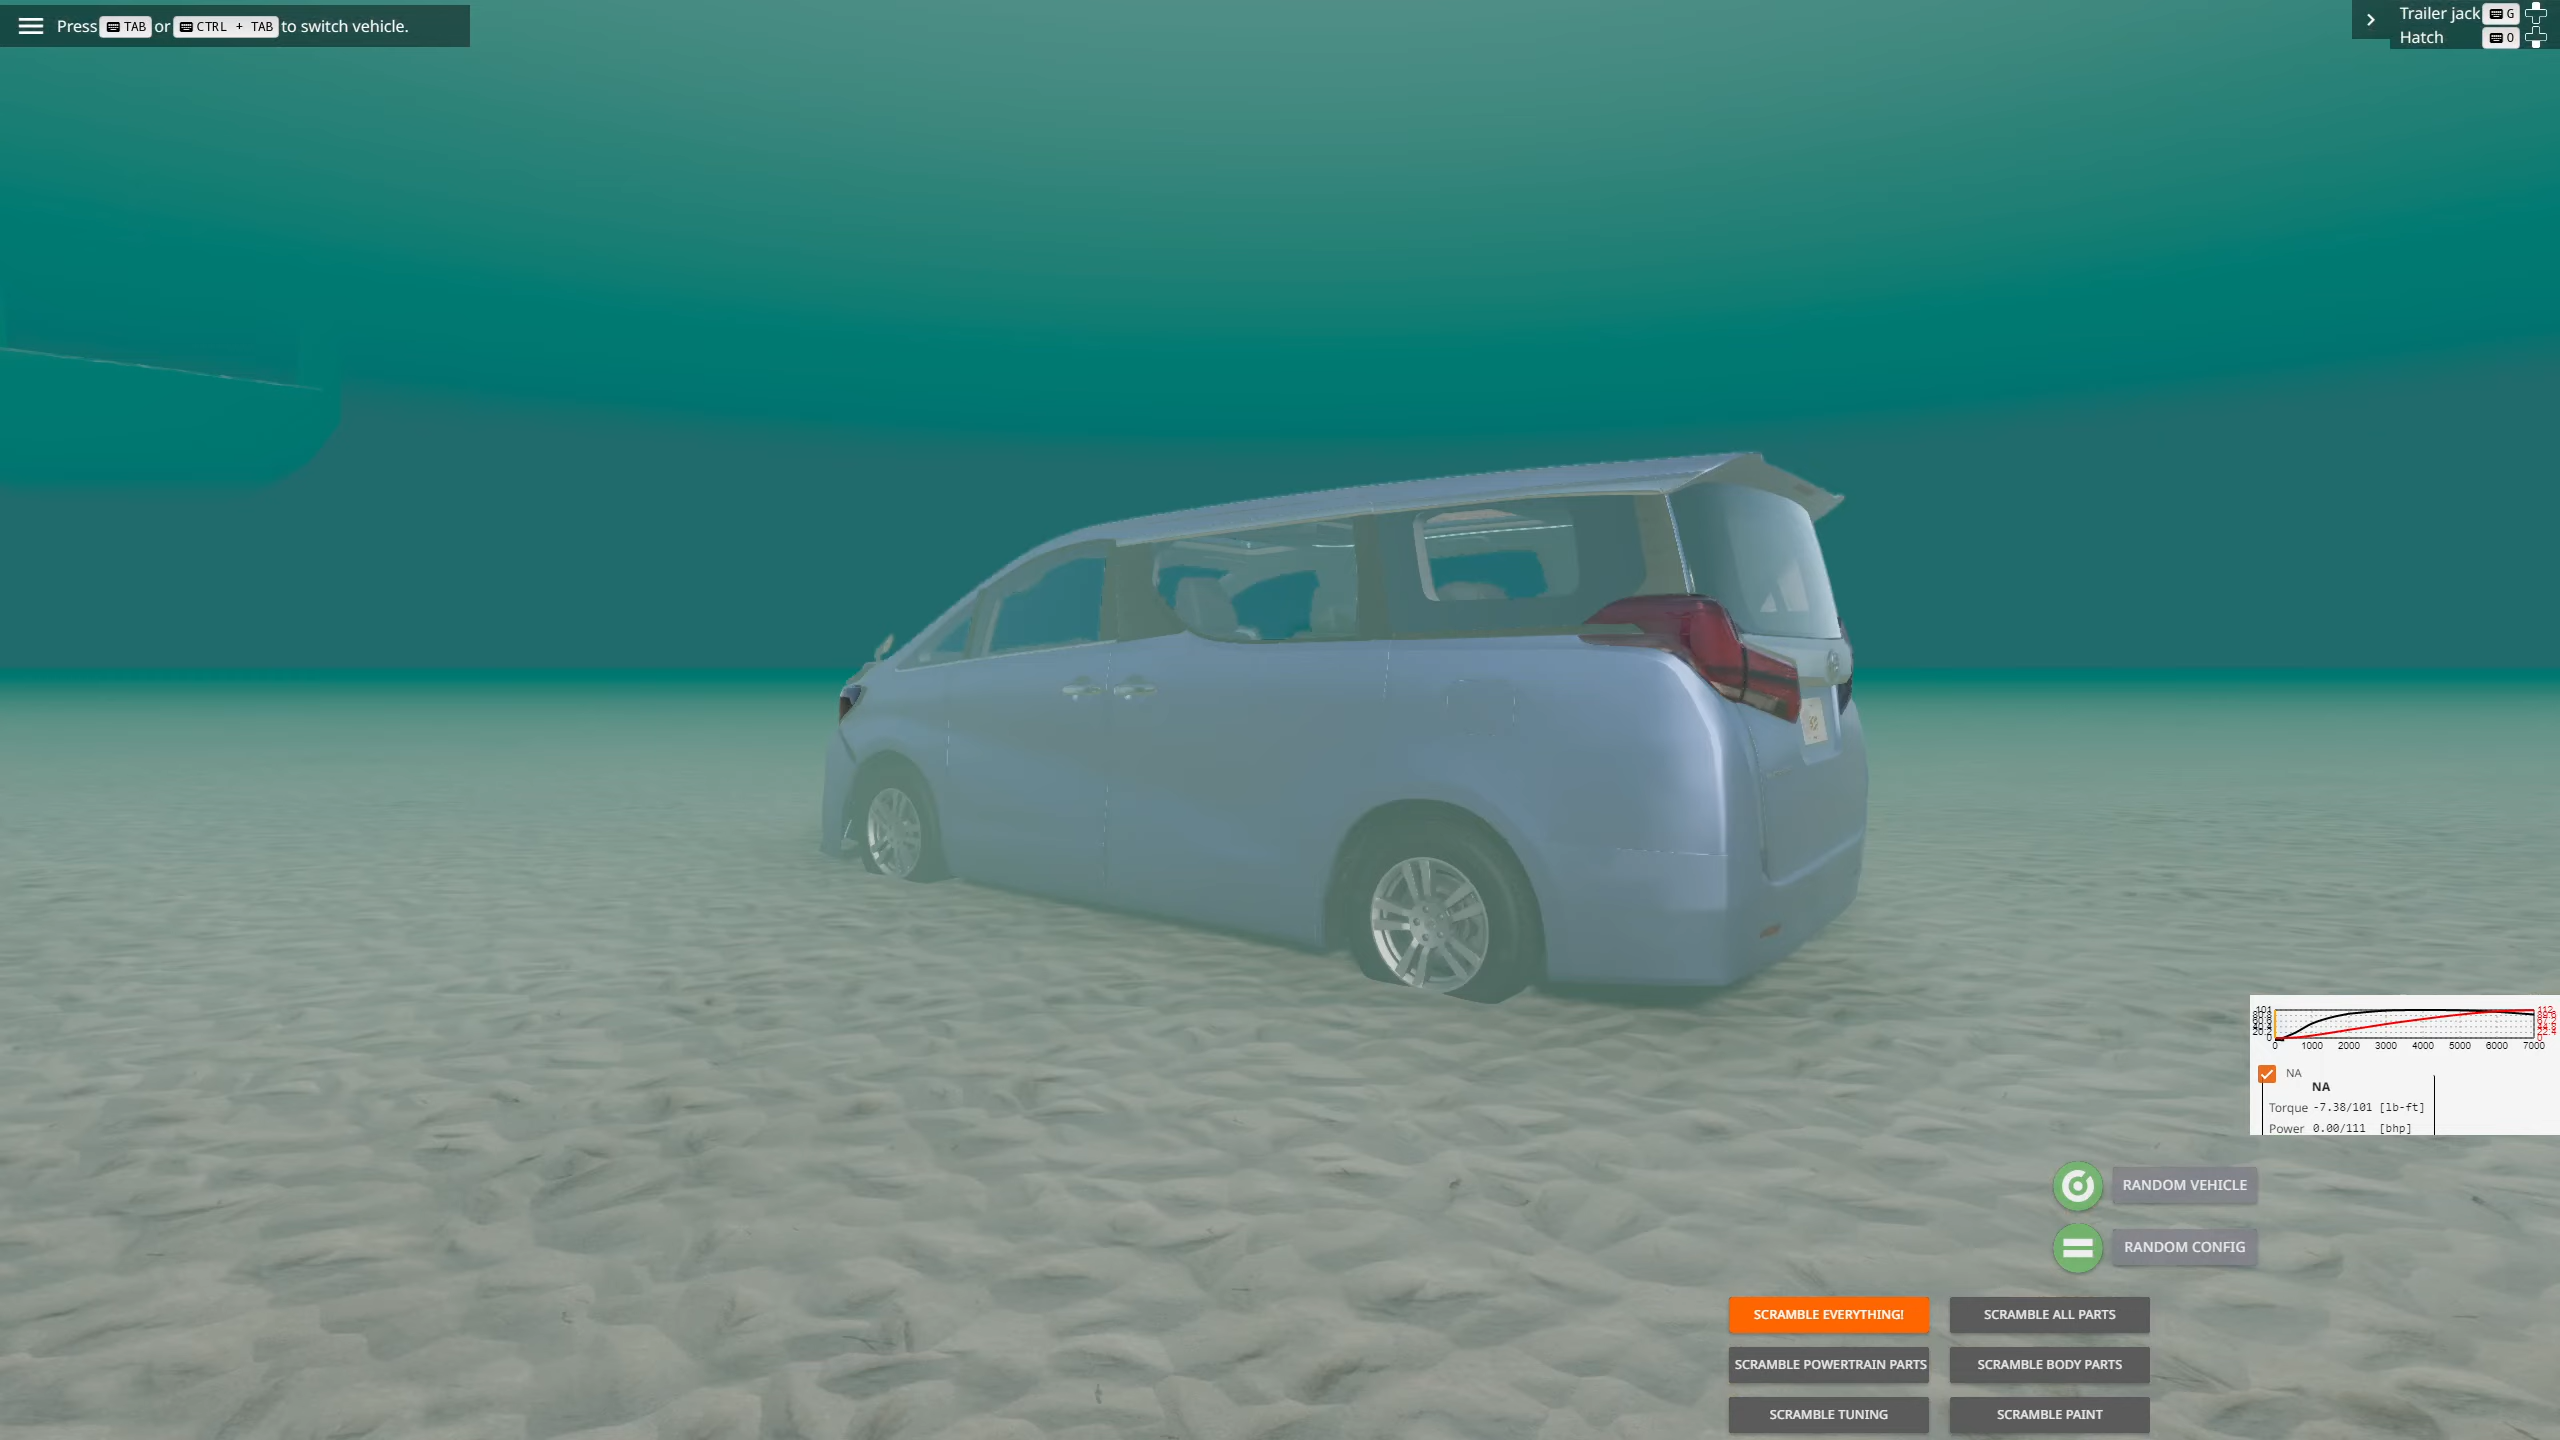 Press TAB or CTRL + TAB to switch vehicle.
Trailer jack G
Hatch O
101
0
0 1000 2000 3000 4000 5000 6000 7000
NA
NA
Torque -7.38/101 [lb-ft]
Power 0.00/111 [bhp]
RANDOM VEHICLE
RANDOM CONFIG
SCRAMBLE EVERYTHING! SCRAMBLE ALL PARTS
SCRAMBLE POWERTRAIN PARTS SCRAMBLE BODY PARTS
SCRAMBLE TUNING SCRAMBLE PAINT